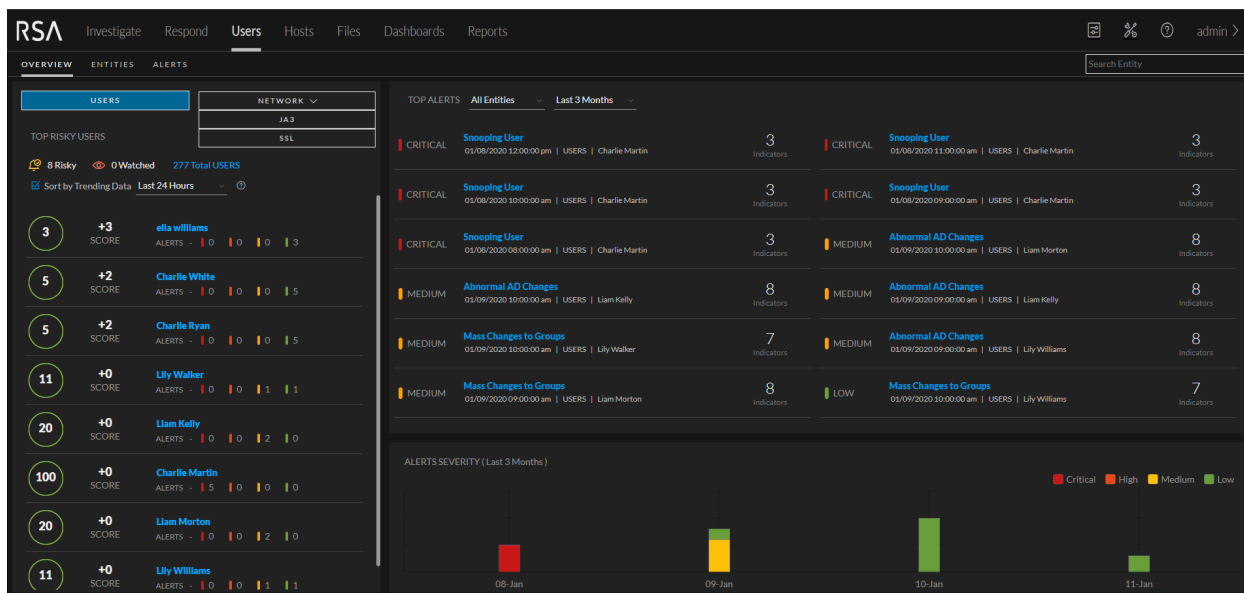 RSA Investigate Respond Users Hosts Files Dashboards Reports admin >
OVERVIEW ENTITIES ALERTS Search Entity
USERS NETWORK
JA3
SSL
TOP RISKY USERS
8 Risky 0 Watched 277 Total USERS
Sort by Trending Data Last 24 Hours
3 +3 SCORE ella williams
ALERTS - 0 0 0 3
5 +2 SCORE Charlie White
ALERTS - 0 0 0 5
5 +2 SCORE Charlie Ryan
ALERTS - 0 0 0 5
11 +0 SCORE Lily Walker
ALERTS - 0 0 1 1
20 +0 SCORE Liam Kelly
ALERTS - 0 0 2 0
100 +0 SCORE Charlie Martin
ALERTS - 5 0 0 0
20 +0 SCORE Liam Morton
ALERTS - 0 0 2 0
11 +0 SCORE Lily Williams
ALERTS - 0 0 1 1
TOP ALERTS All Entities Last 3 Months
CRITICAL Snooping User 3 Indicators
01/08/2020 12:00:00 pm | USERS | Charlie Martin
CRITICAL Snooping User 3 Indicators
01/08/2020 11:00:00 am | USERS | Charlie Martin
CRITICAL Snooping User 3 Indicators
01/08/2020 10:00:00 am | USERS | Charlie Martin
CRITICAL Snooping User 3 Indicators
01/08/2020 09:00:00 am | USERS | Charlie Martin
CRITICAL Snooping User 3 Indicators
01/08/2020 08:00:00 am | USERS | Charlie Martin
MEDIUM Abnormal AD Changes 8 Indicators
01/09/2020 10:00:00 am | USERS | Liam Morton
MEDIUM Abnormal AD Changes 8 Indicators
01/09/2020 10:00:00 am | USERS | Liam Kelly
MEDIUM Abnormal AD Changes 8 Indicators
01/09/2020 09:00:00 am | USERS | Liam Kelly
MEDIUM Mass Changes to Groups 7 Indicators
01/09/2020 10:00:00 am | USERS | Lily Walker
MEDIUM Abnormal AD Changes 8 Indicators
01/09/2020 09:00:00 am | USERS | Lily Williams
MEDIUM Mass Changes to Groups 8 Indicators
01/09/2020 09:00:00 am | USERS | Liam Morton
LOW Mass Changes to Groups 7 Indicators
01/09/2020 10:00:00 am | USERS | Lily Williams
ALERTS SEVERITY ( Last 3 Months )
Critical High Medium Low
08-Jan 09-Jan 10-Jan 11-Jan